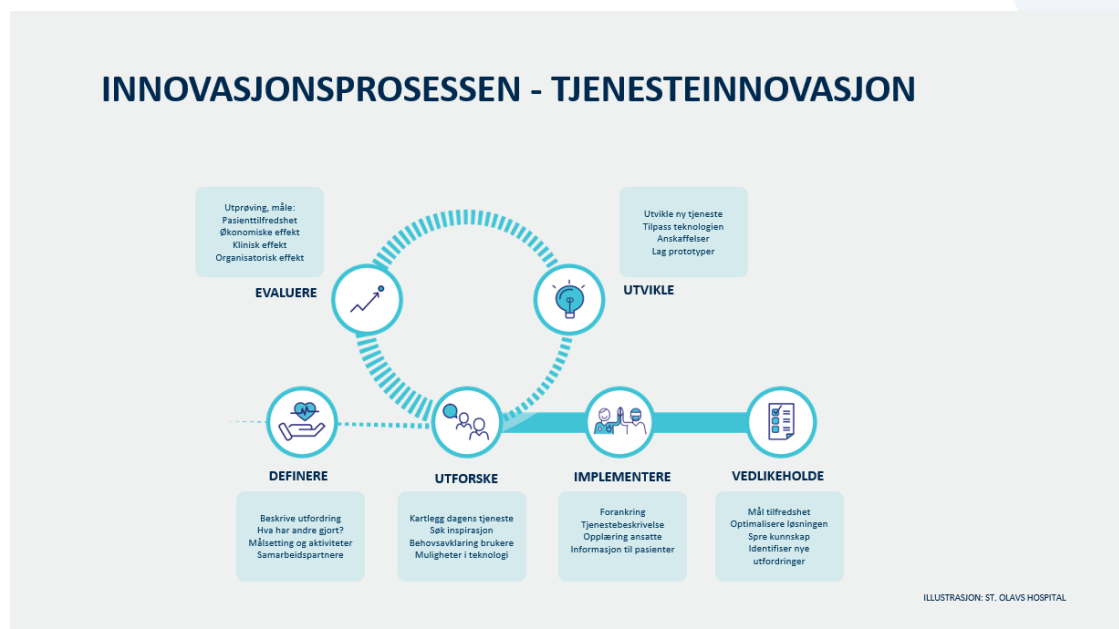 INNOVASJONSPROSESSEN - TJENESTEINNOVASJON
Utprøving, måle:
Pasienttilfredshet
Økonomiske effekt
Klinisk effekt
Organisatorisk effekt
EVALUERE
Utvikle ny tjeneste
Tilpass teknologien
Anskaffelser
Lag prototyper
UTVIKLE
DEFINERE
Beskrive utfordring
Hva har andre gjort?
Målsetting og aktiviteter
Samarbeidspartnere
UTFORSKE
Kartlegg dagens tjeneste
Søk inspirasjon
Behovsavklaring brukere
Muligheter i teknologi
IMPLEMENTERE
Forankring
Tjenestebeskrivelse
Opplæring ansatte
Informasjon til pasienter
VEDLIKEHOLDE
Mål tilfredshet
Optimalisere løsningen
Spre kunnskap
Identifiser nye
utfordringer
ILLUSTRASJON: ST. OLAVS HOSPITAL